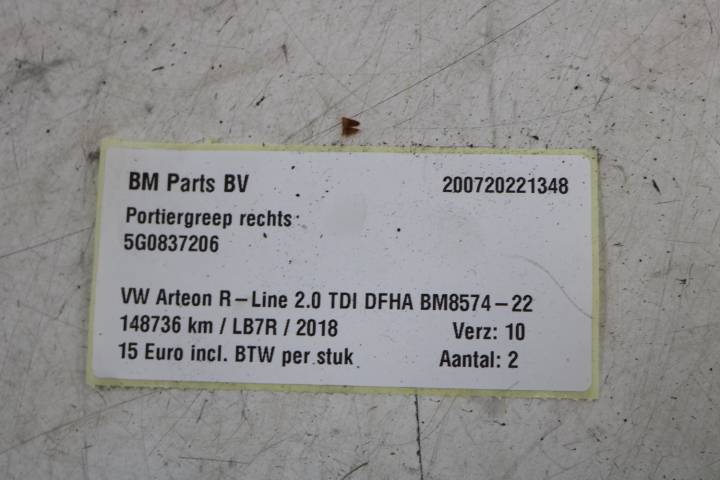 BM Parts BV 200720221348
Portiergreep rechts
5G0837206
VW Arteon R-Line 2.0 TDI DFHA BM8574-22
148736 km / LB7R / 2018 Verz: 10
15 Euro incl. BTW per stuk Aantal: 2